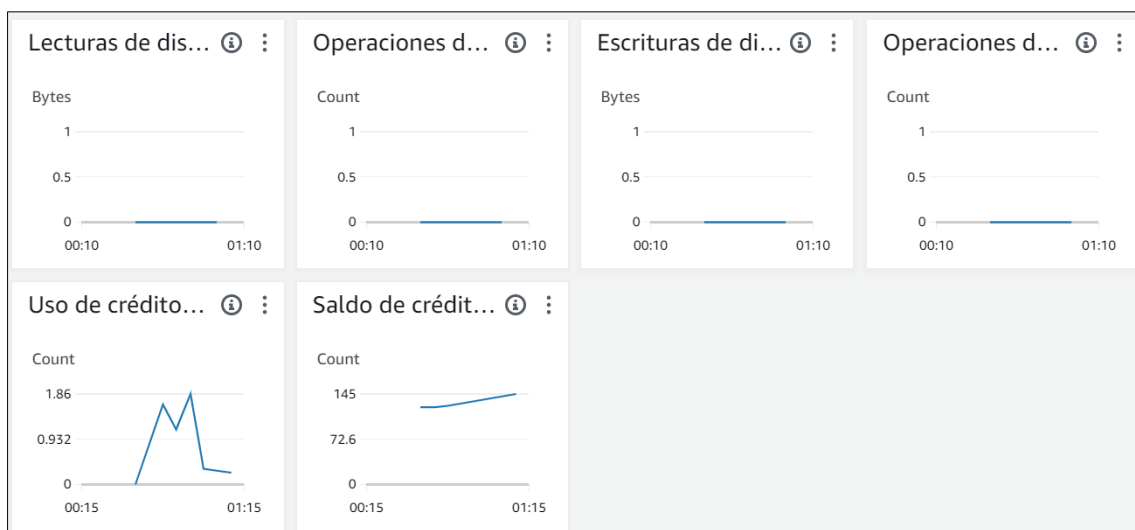 Lecturas de dis...
Bytes
1
0.5
0
00:10 01:10
Operaciones d...
Count
1
0.5
0
00:10 01:10
Escrituras de di...
Bytes
1
0.5
0
00:10 01:10
Operaciones d...
Count
1
0.5
0
00:10 01:10
Uso de crédito...
Count
1.86
0.932
0
00:15 01:15
Saldo de crédit...
Count
145
72.6
0
00:15 01:15